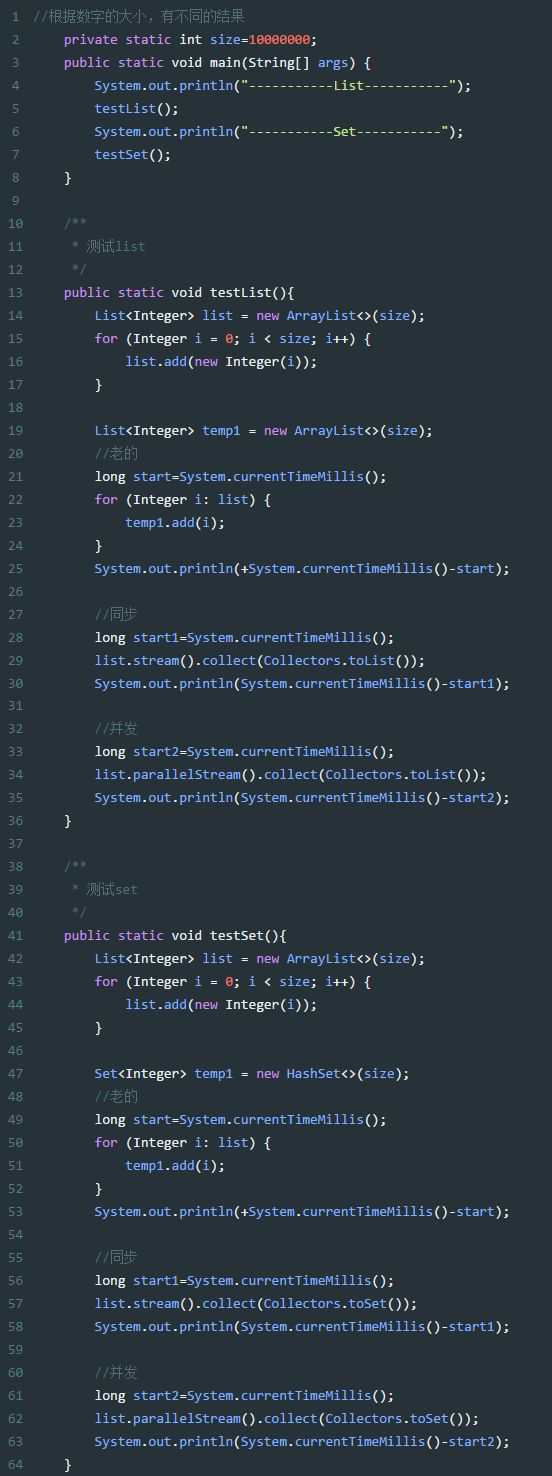 1 //根据数字的大小，有不同的结果
2     private static int size=10000000;
3     public static void main(String[] args) {
4         System.out.println("-----------List-----------");
5         testList();
6         System.out.println("-----------Set-----------");
7         testSet();
8     }
9
10     /**
11      * 测试list
12      */
13     public static void testList(){
14         List<Integer> list = new ArrayList<>(size);
15         for (Integer i = 0; i < size; i++) {
16             list.add(new Integer(i));
17         }
18
19         List<Integer> temp1 = new ArrayList<>(size);
20         //老的
21         long start=System.currentTimeMillis();
22         for (Integer i: list) {
23             temp1.add(i);
24         }
25         System.out.println(+System.currentTimeMillis()-start);
26
27         //同步
28         long start1=System.currentTimeMillis();
29         list.stream().collect(Collectors.toList());
30         System.out.println(System.currentTimeMillis()-start1);
31
32         //并发
33         long start2=System.currentTimeMillis();
34         list.parallelStream().collect(Collectors.toList());
35         System.out.println(System.currentTimeMillis()-start2);
36     }
37
38     /**
39      * 测试set
40      */
41     public static void testSet(){
42         List<Integer> list = new ArrayList<>(size);
43         for (Integer i = 0; i < size; i++) {
44             list.add(new Integer(i));
45         }
46
47         Set<Integer> temp1 = new HashSet<>(size);
48         //老的
49         long start=System.currentTimeMillis();
50         for (Integer i: list) {
51             temp1.add(i);
52         }
53         System.out.println(+System.currentTimeMillis()-start);
54
55         //同步
56         long start1=System.currentTimeMillis();
57         list.stream().collect(Collectors.toSet());
58         System.out.println(System.currentTimeMillis()-start1);
59
60         //并发
61         long start2=System.currentTimeMillis();
62         list.parallelStream().collect(Collectors.toSet());
63         System.out.println(System.currentTimeMillis()-start2);
64     }